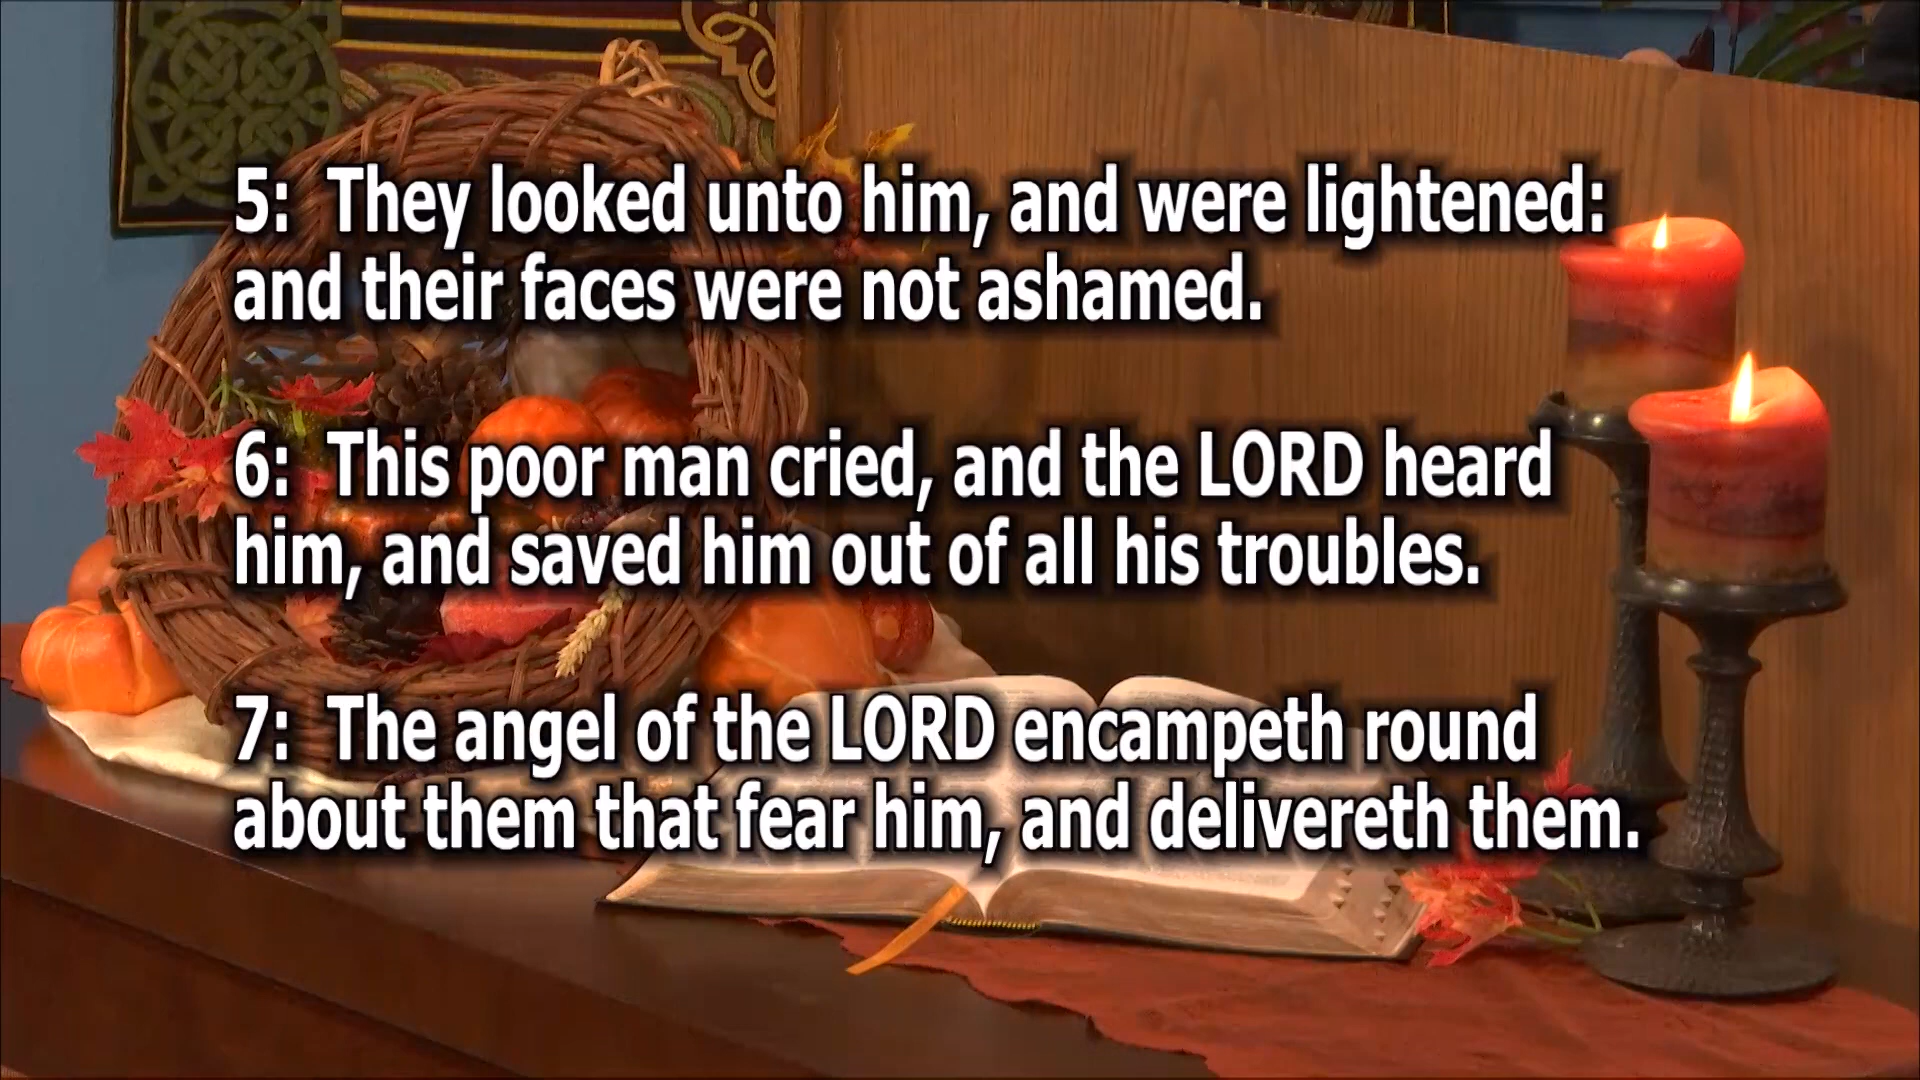 5: They looked unto him, and were lightened:
and their faces were not ashamed.
6: This poor man cried, and the LORD heard
him, and saved him out of all his troubles.
7: The angel of the LORD encampeth round
about them that fear him, and delivereth them.